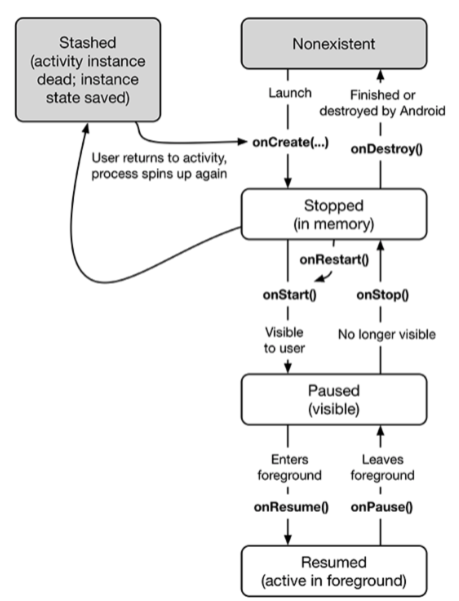 Stashed
(activity instance
dead; instance
state saved)
Nonexistent
Launch
Finished or
destroyed by Android
onCreate(...)
onDestroy()
User returns to activity,
process spins up again
Stopped
(in memory)
onRestart()
onStart()
onStop()
Visible
to user
No longer visible
Paused
(visible)
Enters
foreground
Leaves
foreground
onResume()
onPause()
Resumed
(active in foreground)